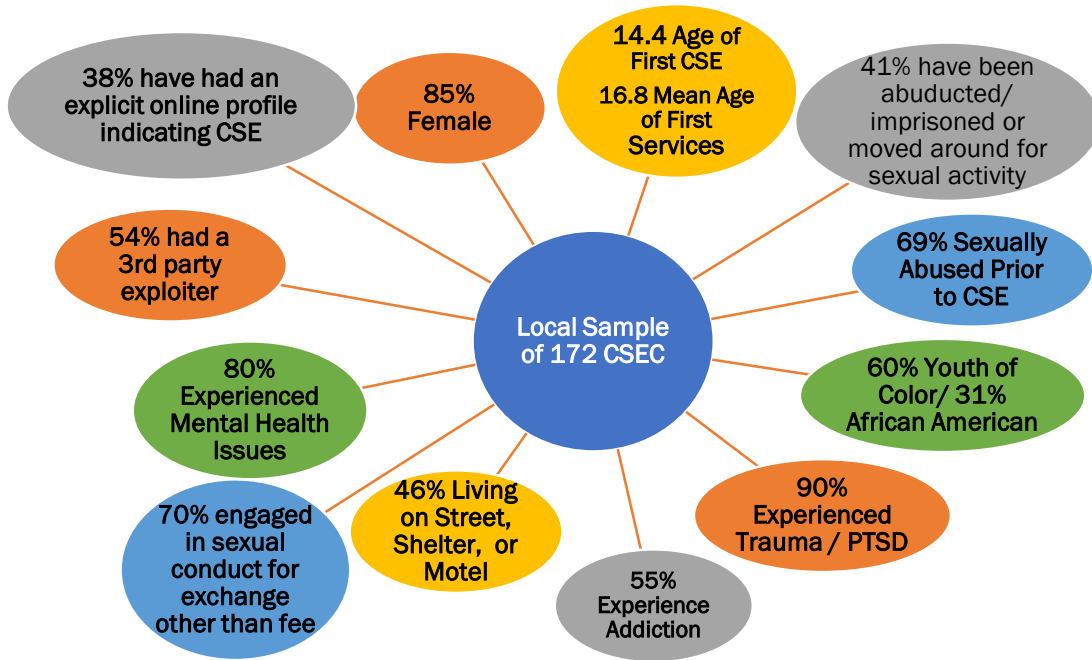 38% have had an
explicit online profile
indicating CSE
85%
Female
14.4 Age of
First CSE
16.8 Mean Age
of First
Services
41% have been
abuducted/
imprisoned or
moved around for
sexual activity
54% had a
3rd party
exploiter
69% Sexually
Abused Prior
to CSE
Local Sample
of 172 CSEC
80%
Experienced
Mental Health
Issues
60% Youth of
Color/ 31%
African American
70% engaged
in sexual
conduct for
exchange
other than fee
46% Living
on Street,
Shelter,  or
Motel
90%
Experienced
Trauma / PTSD
55%
Experience
Addiction